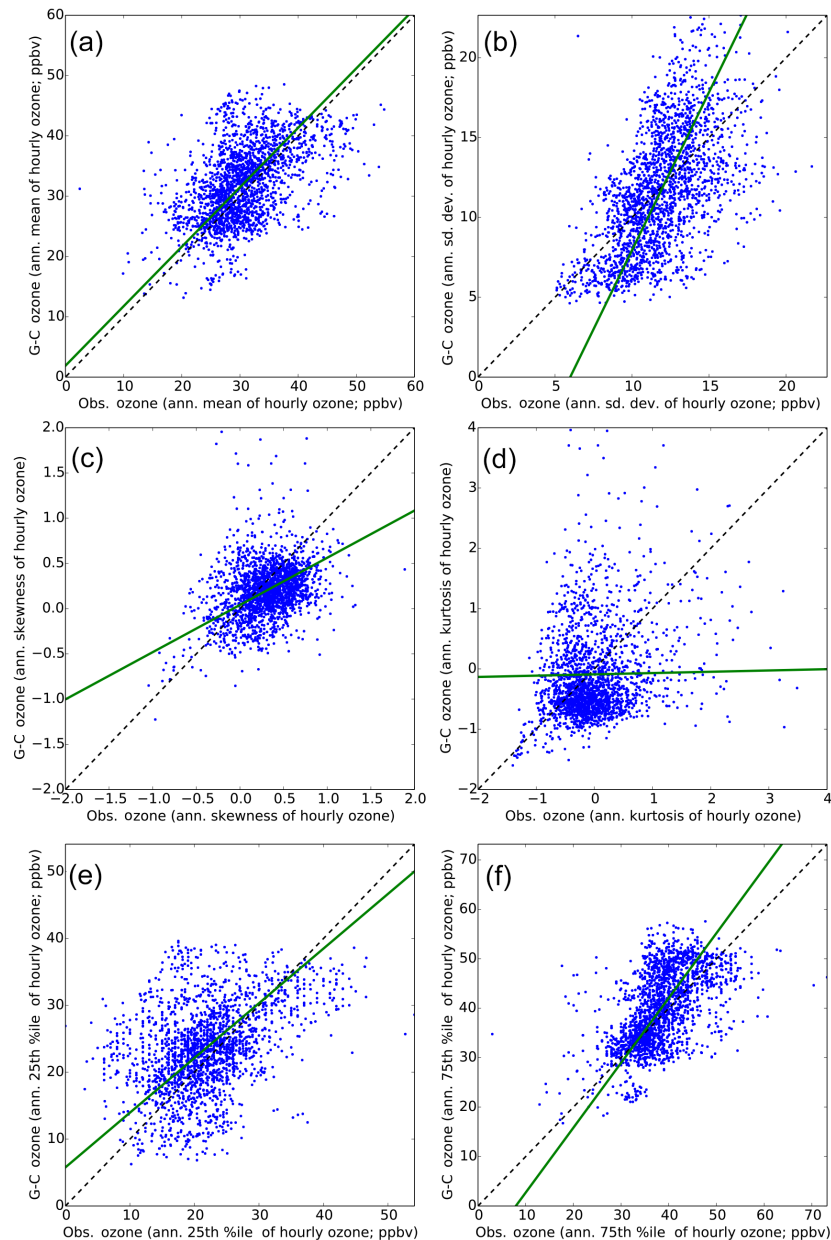 (a)
60
50
40
30
20
10
0
G-C ozone (ann. mean of hourly ozone; ppbv)
0 10 20 30 40 50 60
Obs. ozone (ann. mean of hourly ozone; ppbv)
(b)
20
15
10
5
0
G-C ozone (ann. sd. dev. of hourly ozone; ppbv)
0 5 10 15 20
Obs. ozone (ann. sd. dev. of hourly ozone; ppbv)
(c)
2.0
1.5
1.0
0.5
0.0
−0.5
−1.0
−1.5
−2.0
G-C ozone (ann. skewness of hourly ozone)
−2.0 −1.5 −1.0 −0.5 0.0 0.5 1.0 1.5 2.0
Obs. ozone (ann. skewness of hourly ozone)
(d)
4
3
2
1
0
−1
−2
G-C ozone (ann. kurtosis of hourly ozone)
−2 −1 0 1 2 3 4
Obs. ozone (ann. kurtosis of hourly ozone)
(e)
50
40
30
20
10
0
G-C ozone (ann. 25th %ile of hourly ozone; ppbv)
0 10 20 30 40 50
Obs. ozone (ann. 25th %ile of hourly ozone; ppbv)
(f)
70
60
50
40
30
20
10
0
G-C ozone (ann. 75th %ile of hourly ozone; ppbv)
0 10 20 30 40 50 60 70
Obs. ozone (ann. 75th %ile of hourly ozone; ppbv)